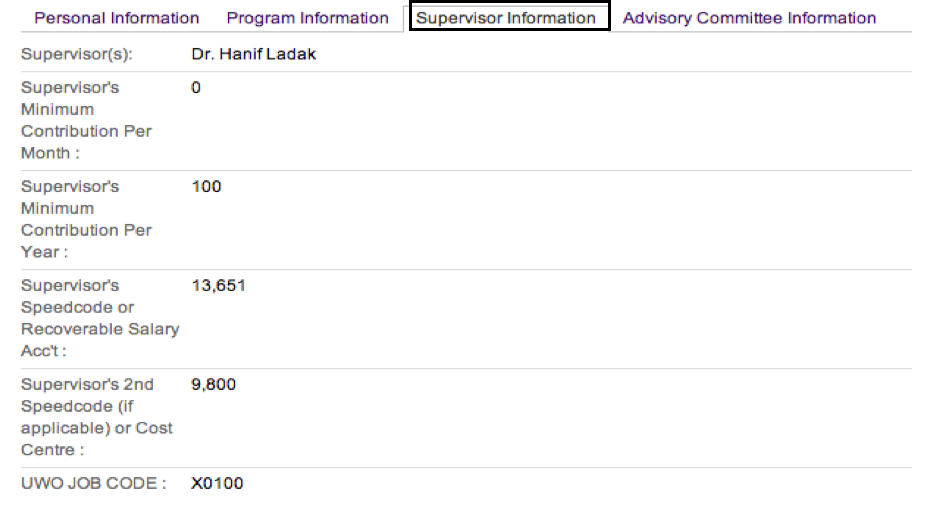 Personal Information Program Information Supervisor Information Advisory Committee Information
Supervisor(s): Dr. Hanif Ladak
Supervisor's 0
Minimum
Contribution Per
Month :
Supervisor's 100
Minimum
Contribution Per
Year :
Supervisor's 13,651
Speedcode or
Recoverable Salary
Acc't :
Supervisor's 2nd 9,800
Speedcode (if
applicable) or Cost
Centre :
UWO JOB CODE : X0100